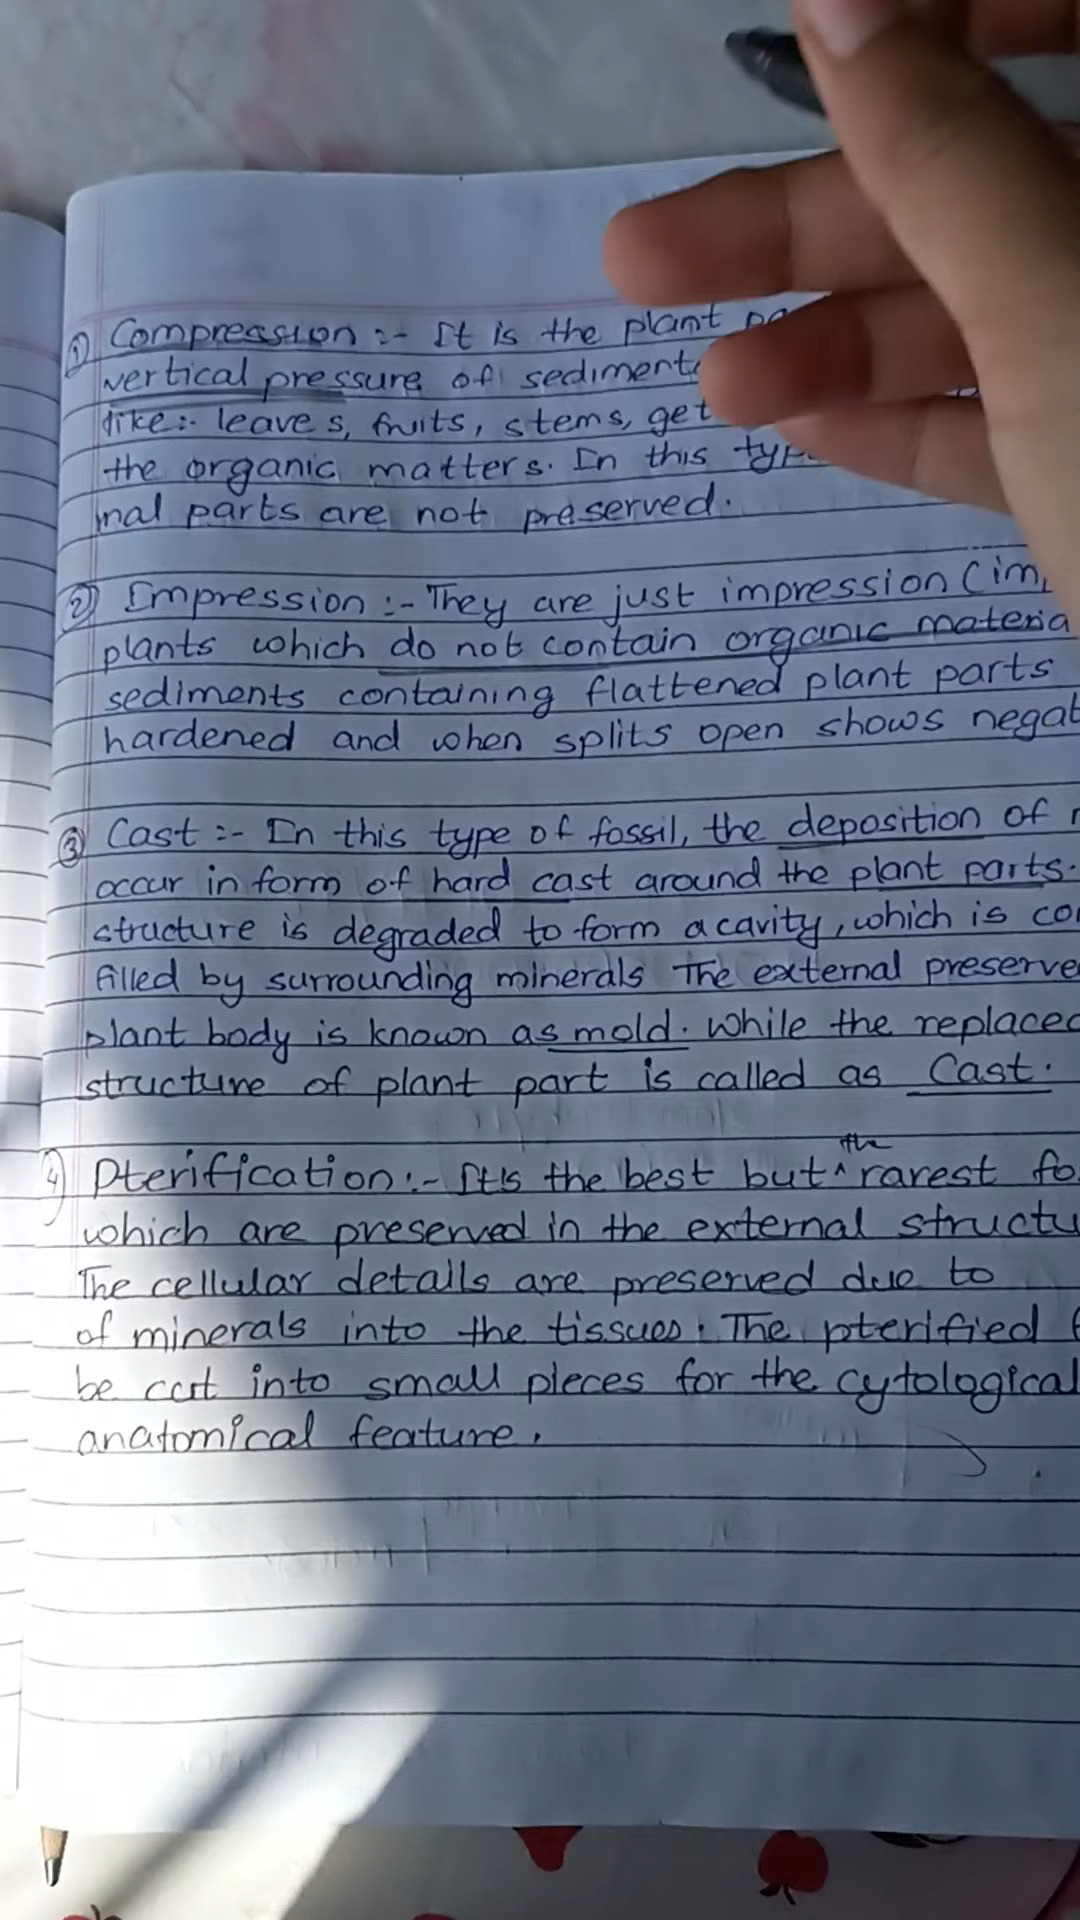 ① Compression :- It is the plant
vertical pressure of
like:- leaves, fruits, stems, get
the organic matters. In this
nal parts are not preserved.
② Impression :- They are just impression
plants which do not contain organic
sediments containing flattened plant parts
hardened and when splits open shows
③ Cast :- In this type of fossil, the deposition of
occur in form of hard cast around the plant parts.
structure is degraded to form a cavity, which is
filled by surrounding minerals The external
plant body is known as mold. While the
structure of plant part is called as Cast.
4) Pterification :- It's the best but ^ the rarest
which are preserved in the external
The cellular details are preserved due to
of minerals into the tissues. The pterified
be cut into small pieces for the cytological
anatomical feature.